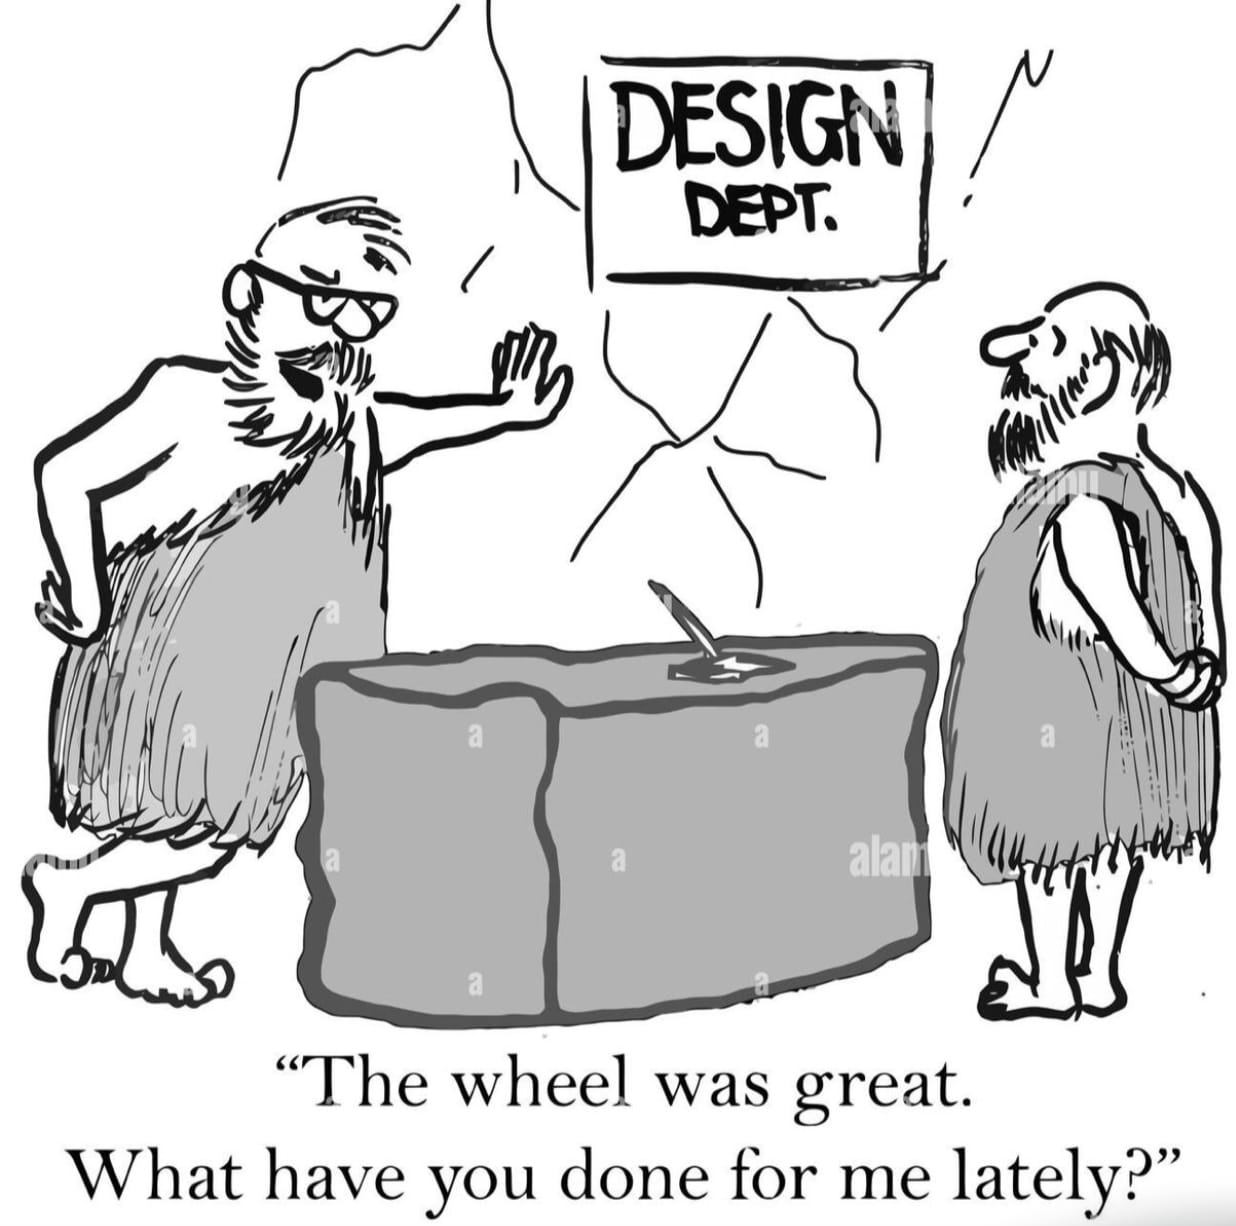 DESIGN
DEPT.
“The wheel was great.
What have you done for me lately?”